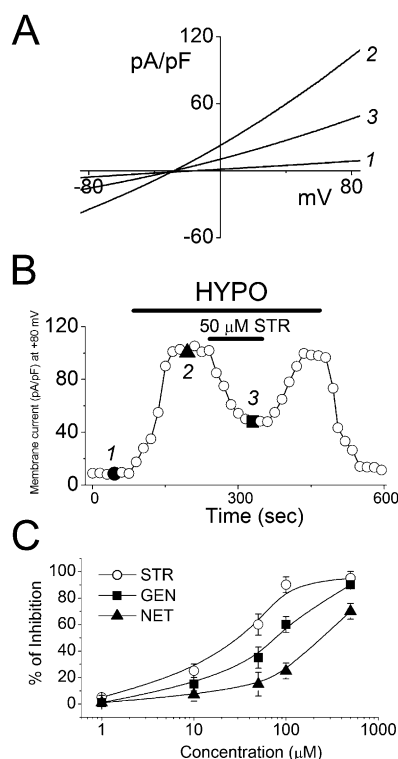 A
120
pA/pF
2
60
3
1
-80
mV
80
-60
B
HYPO
120
50 μM STR
2
80
3
40
1
0
Membrane current (pA/pF) at +80 mV
0
300
600
Time (sec)
C
100
STR
80
GEN
60
NET
40
20
0
% of Inhibition
1
10
100
1000
Concentration (μM)